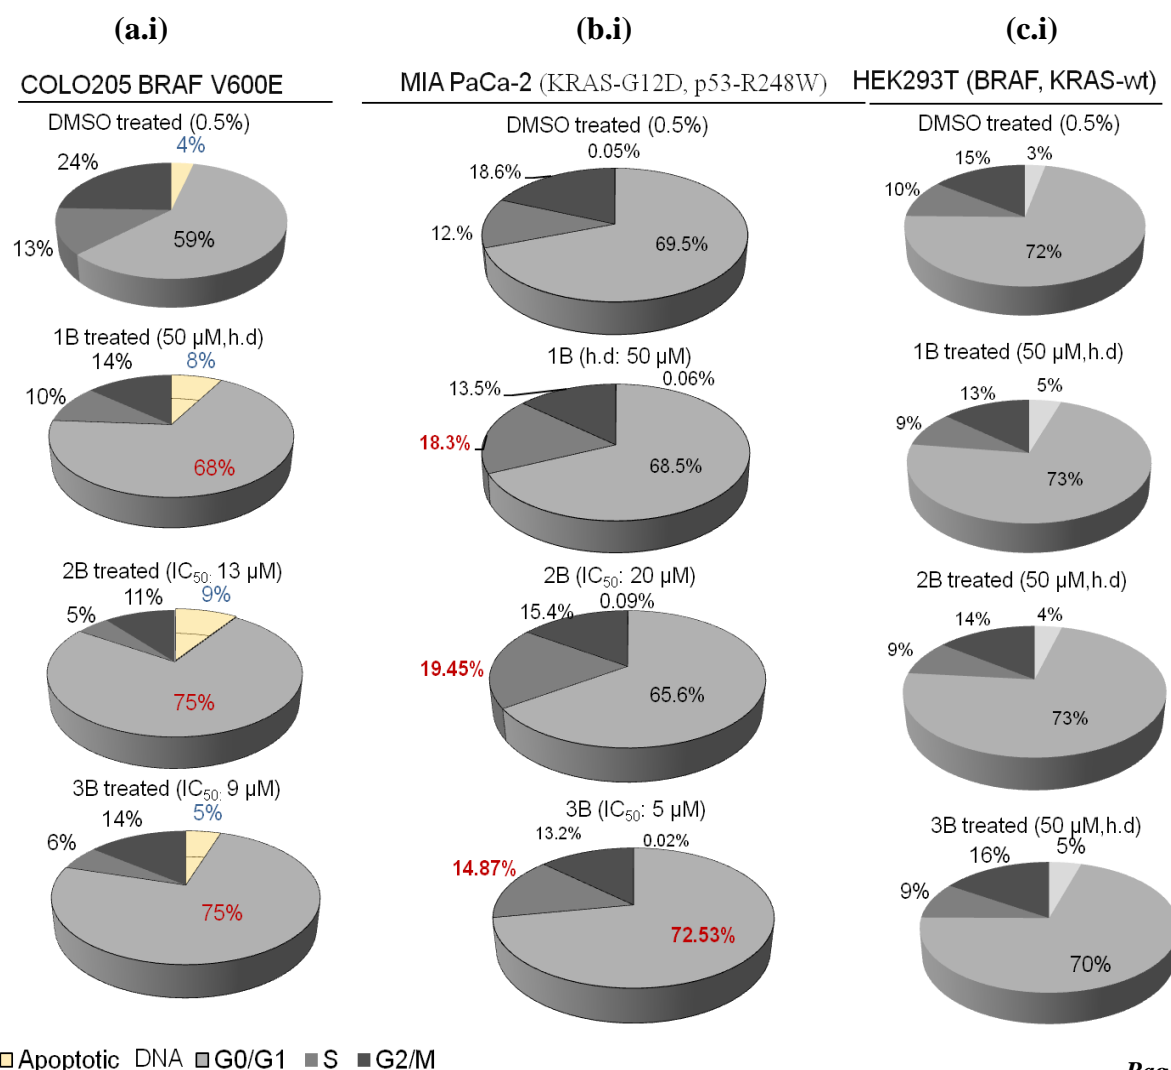 (a.i)
COLO205 BRAF V600E
DMSO treated (0.5%)
4%
24%
13%
59%
1B treated (50 µM,h.d)
14%
8%
10%
68%
2B treated (IC50: 13 µM)
11%
9%
5%
75%
3B treated (IC50: 9 µM)
14%
5%
6%
75%
(b.i)
MIA PaCa-2 (KRAS-G12D, p53-R248W)
DMSO treated (0.5%)
0.05%
18.6%
12.%
69.5%
1B (h.d: 50 µM)
13.5%
0.06%
18.3%
68.5%
2B (IC50: 20 µM)
15.4%
0.09%
19.45%
65.6%
3B (IC50: 5 µM)
13.2%
0.02%
14.87%
72.53%
(c.i)
HEK293T (BRAF, KRAS-wt)
DMSO treated (0.5%)
15%
3%
10%
72%
1B treated (50 µM,h.d)
13%
5%
9%
73%
2B treated (50 µM,h.d)
14%
4%
9%
73%
3B treated (50 µM,h.d)
16%
5%
9%
70%
Apoptotic DNA G0/G1 S G2/M